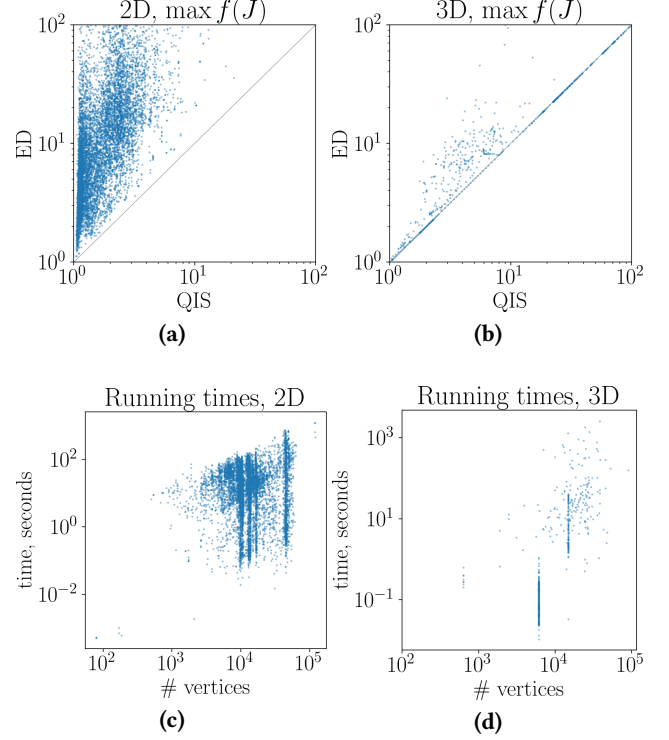 2D, max f(J)
ED
10²
10¹
10⁰
10⁰
10¹
10²
QIS
(a)
3D, max f(J)
ED
10²
10¹
10⁰
10⁰
10¹
10²
QIS
(b)
Running times, 2D
time, seconds
10²
10⁰
10⁻²
10²
10³
10⁴
10⁵
# vertices
(c)
Running times, 3D
time, seconds
10³
10¹
10⁻¹
10²
10³
10⁴
10⁵
# vertices
(d)